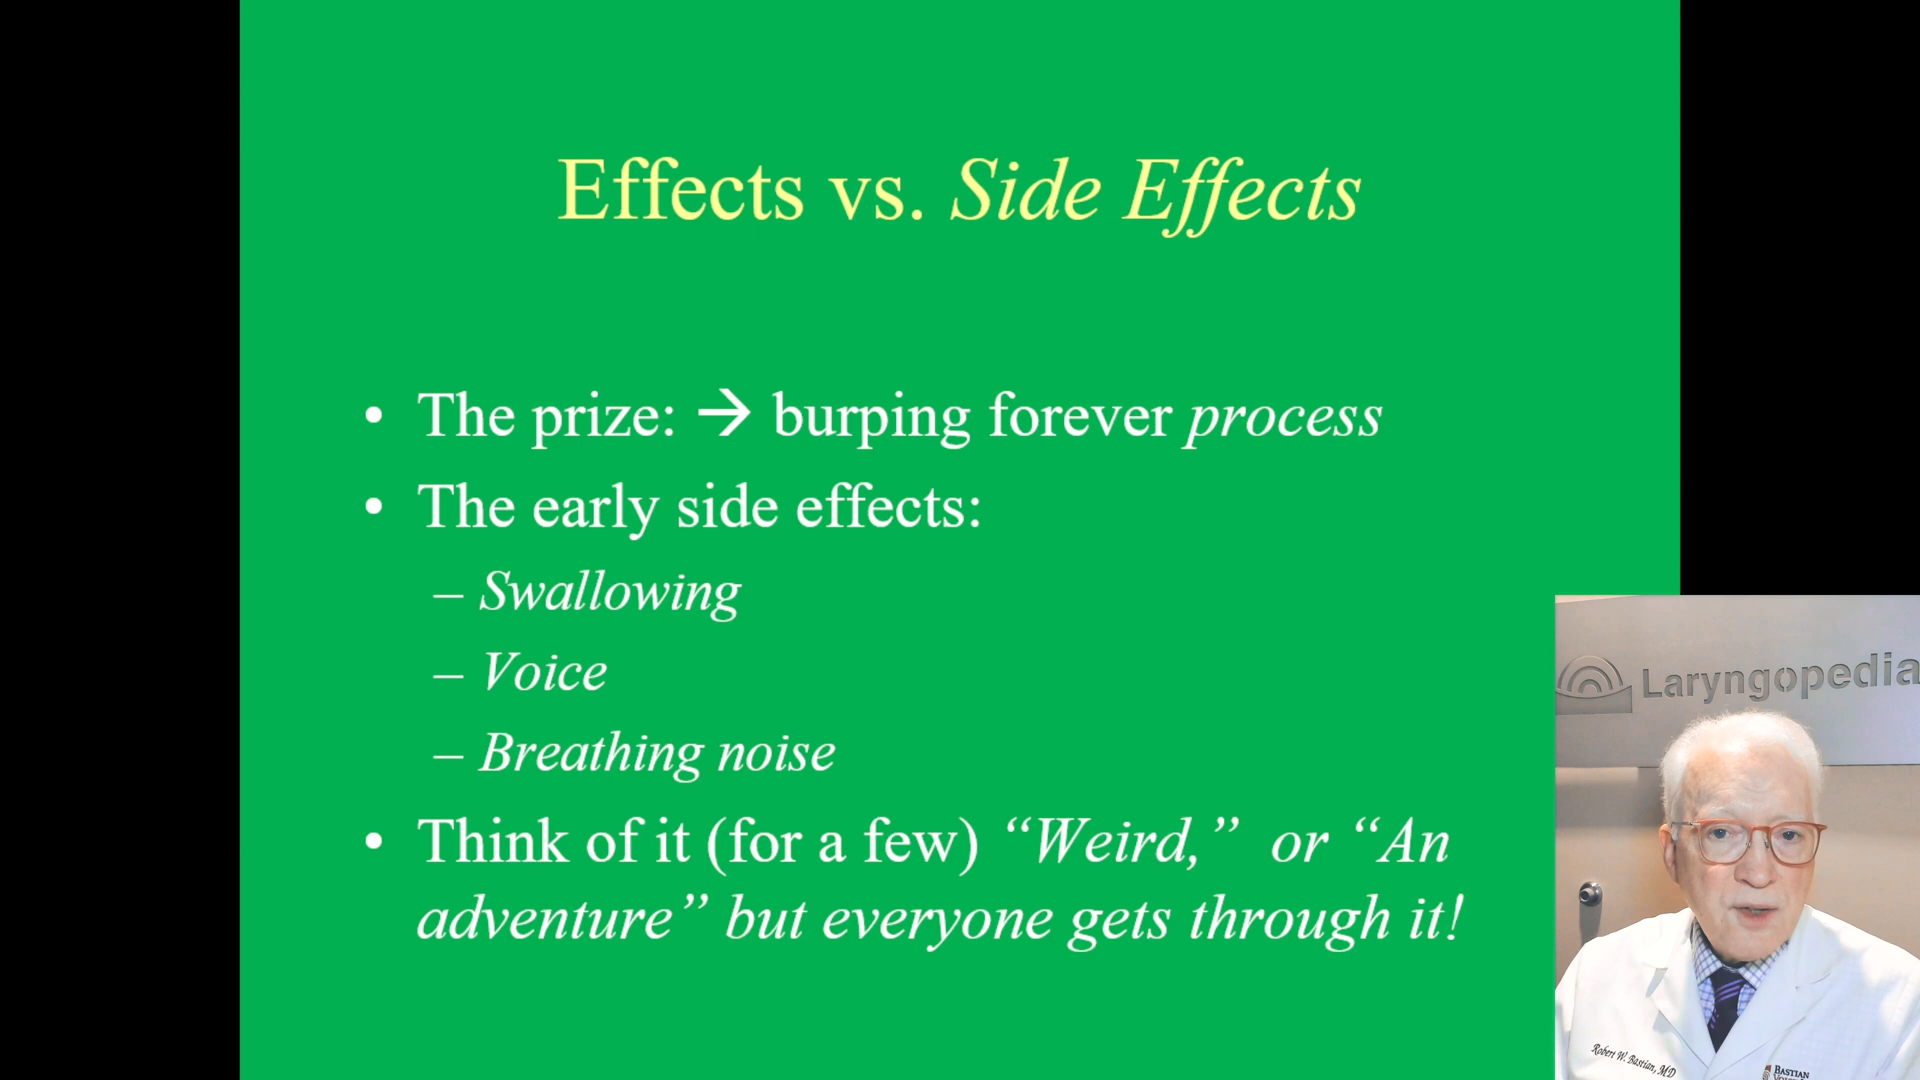 Effects vs. Side Effects
• The prize: → burping forever process
• The early side effects:
– Swallowing
– Voice
– Breathing noise
• Think of it (for a few) “Weird,” or “An
adventure” but everyone gets through it!
Laryngopedia
Robert W. Bastian, MD
BASTIAN